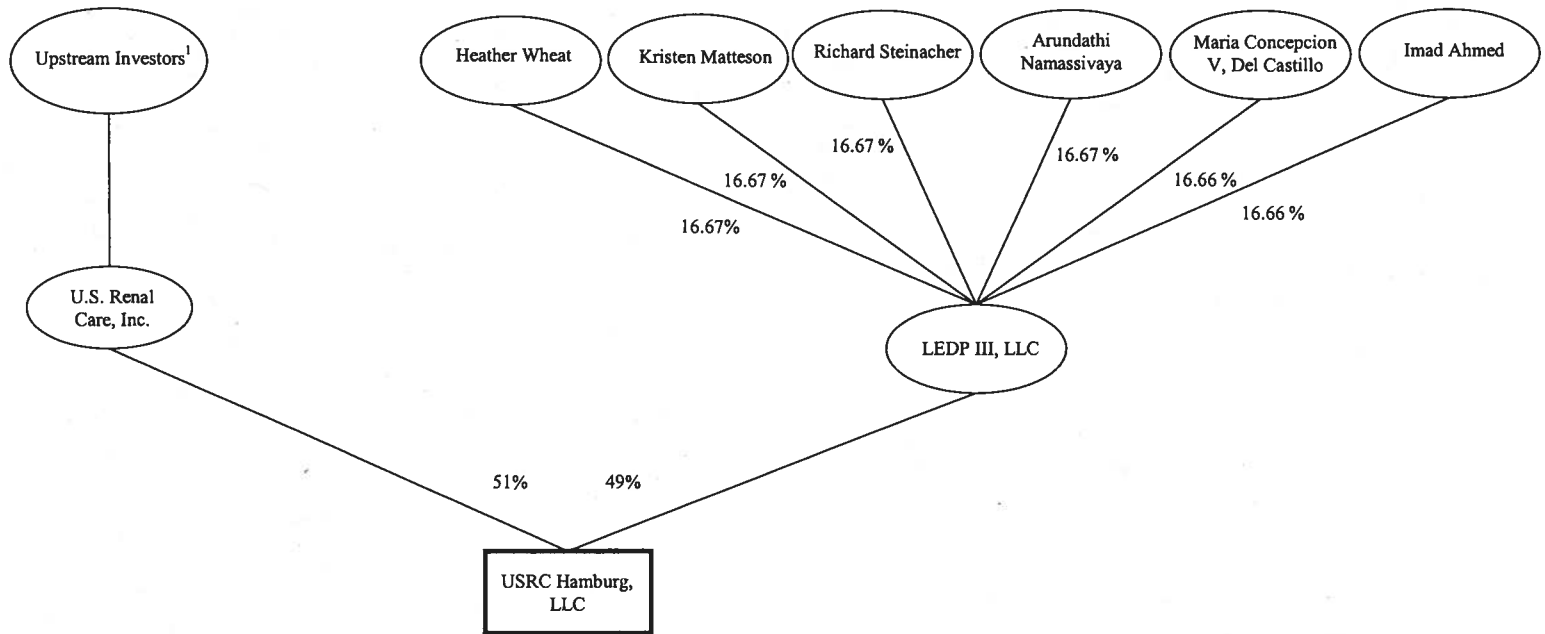 Upstream Investors¹
Heather Wheat
Kristen Matteson
Richard Steinacher
Arundathi
Namassivaya
Maria Concepcion
V, Del Castillo
Imad Ahmed
16.67%
16.67 %
16.67 %
16.67 %
16.66 %
16.66 %
U.S. Renal
Care, Inc.
LEDP III, LLC
51%
49%
USRC Hamburg,
LLC